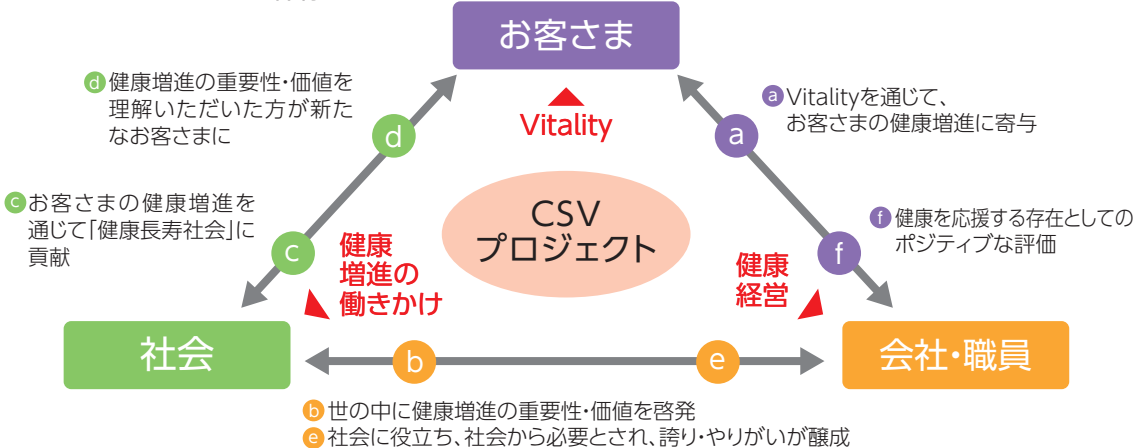 お客さま
d 健康増進の重要性・価値を
理解いただいた方が新た
なお客さまに
a Vitalityを通じて、
お客さまの健康増進に寄与
Vitality
d
a
c お客さまの健康増進を
通じて「健康長寿社会」に
貢献
CSV
プロジェクト
f 健康を応援する存在としての
ポジティブな評価
c
f
健康
増進の
働きかけ
健康
経営
社会
会社・職員
b
e
b 世の中に健康増進の重要性・価値を啓発
e 社会に役立ち、社会から必要とされ、誇り・やりがいが醸成